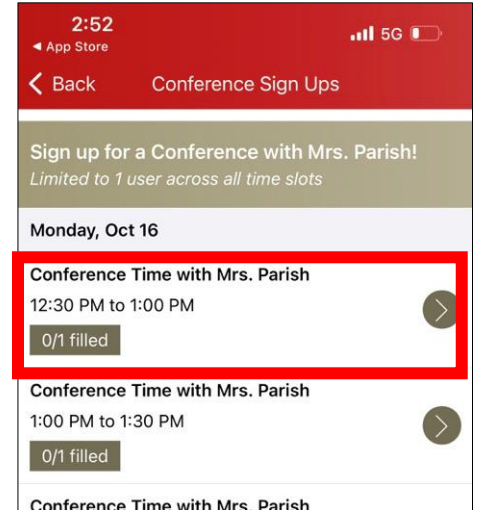 2:52
5G
◄ App Store
Back
Conference Sign Ups
Sign up for a Conference with Mrs. Parish!
Limited to 1 user across all time slots
Monday, Oct 16
Conference Time with Mrs. Parish
12:30 PM to 1:00 PM
0/1 filled
Conference Time with Mrs. Parish
1:00 PM to 1:30 PM
0/1 filled
Conference Time with Mrs. Parish